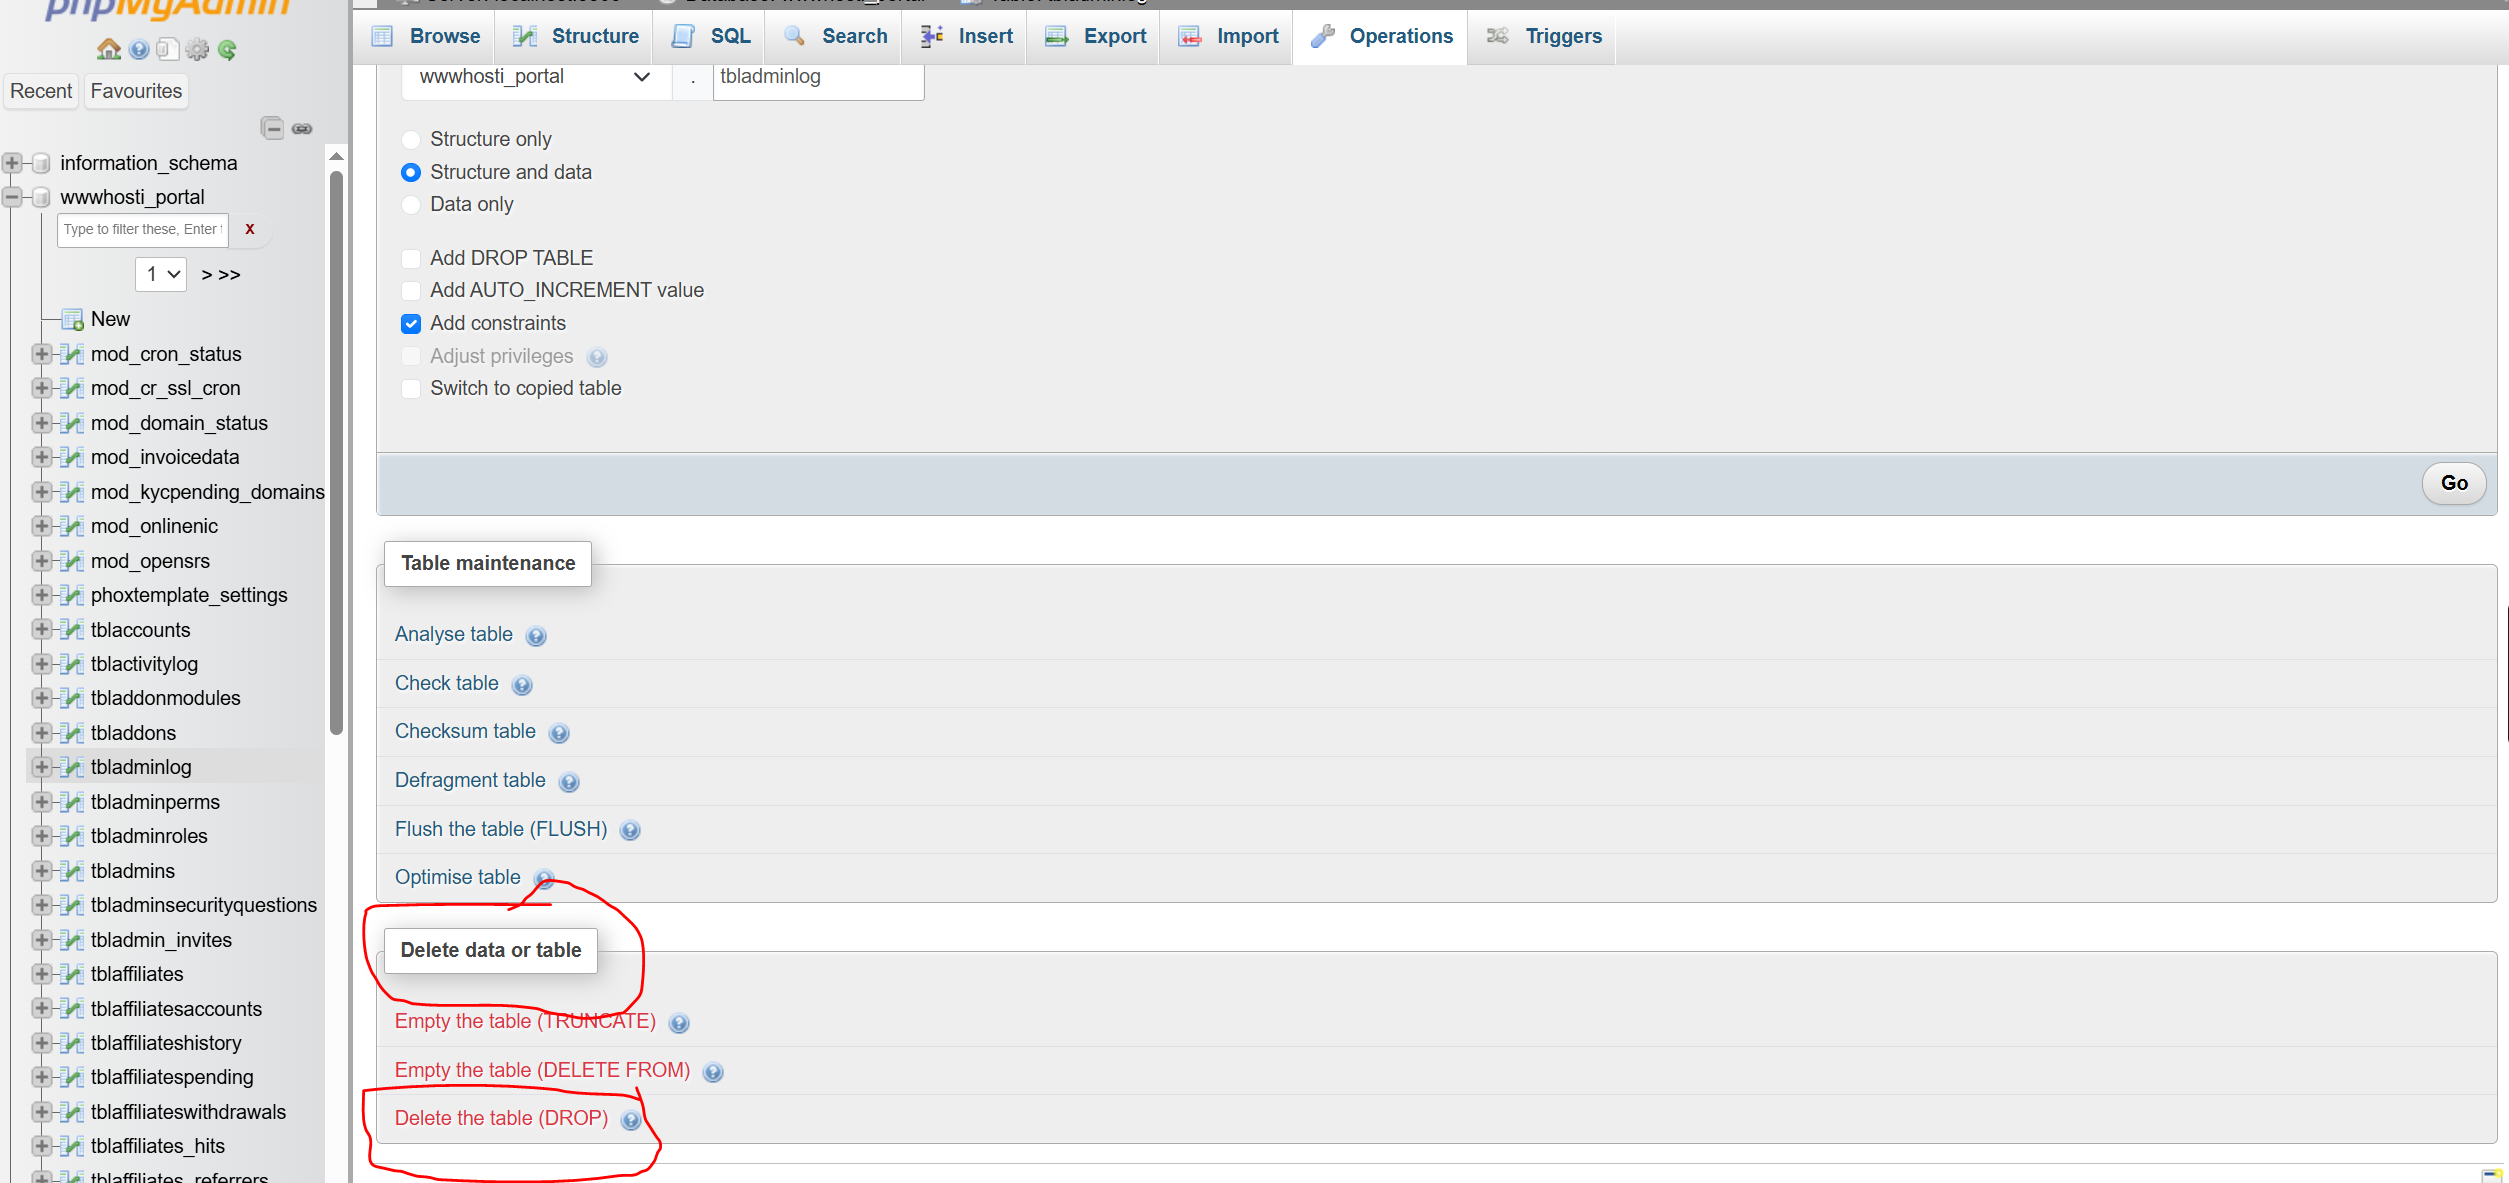 phpMyAdmin
Recent
Favourites
information_schema
wwwhosti_portal
Type to filter these, Enter
X
1
> >>
New
mod_cron_status
mod_cr_ssl_cron
mod_domain_status
mod_invoicedata
mod_kycpending_domains
mod_onlinenic
mod_opensrs
phoxtemplate_settings
tblaccounts
tblactivitylog
tbladdonmodules
tbladdons
tbladminlog
tbladminperms
tbladminroles
tbladmins
tbladminsecurityquestions
tbladmin_invites
tblaffiliates
tblaffiliatesaccounts
tblaffiliateshistory
tblaffiliatespending
tblaffiliateswithdrawals
tblaffiliates_hits
tblaffiliates_referrers
Browse
Structure
SQL
Search
Insert
Export
Import
Operations
Triggers
wwwhosti_portal
.
tbladminlog
Structure only
Structure and data
Data only
Add DROP TABLE
Add AUTO_INCREMENT value
Add constraints
Adjust privileges
Switch to copied table
Go
Table maintenance
Analyse table
Check table
Checksum table
Defragment table
Flush the table (FLUSH)
Optimise table
Delete data or table
Empty the table (TRUNCATE)
Empty the table (DELETE FROM)
Delete the table (DROP)